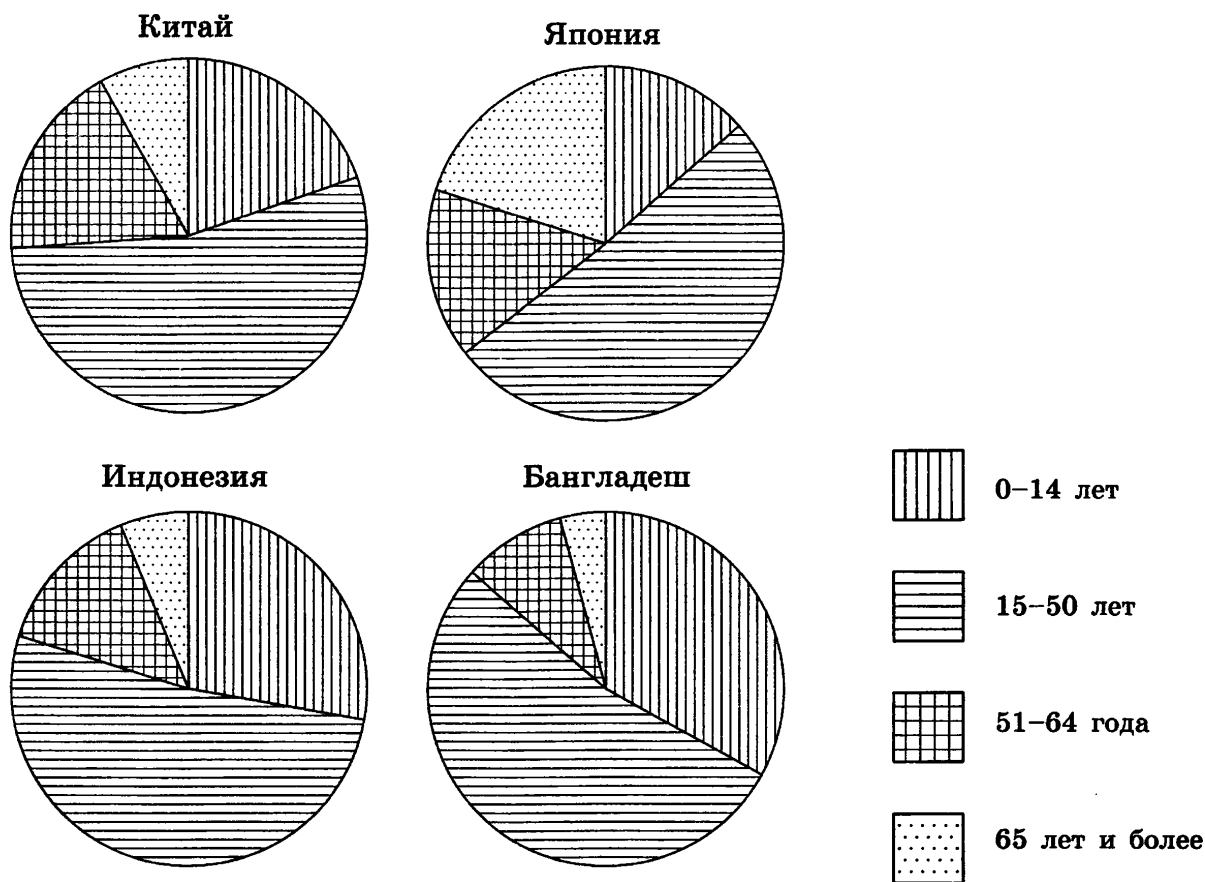 Китай
Япония
Индонезия
Бангладеш
0–14 лет
15–50 лет
51–64 года
65 лет и более